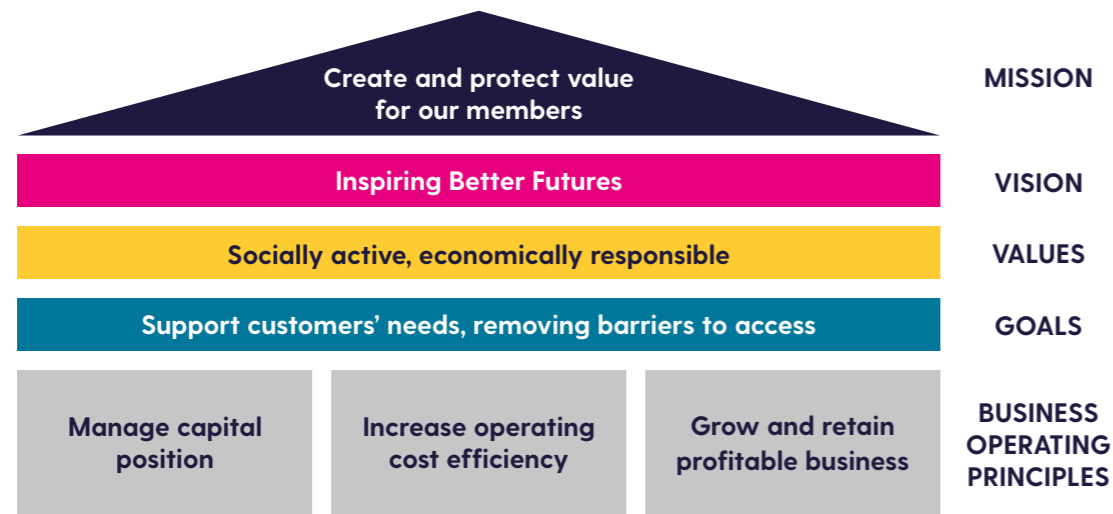 Create and protect value
for our members
MISSION
Inspiring Better Futures
VISION
Socially active, economically responsible
VALUES
Support customers’ needs, removing barriers to access
GOALS
Manage capital
position
Increase operating
cost efficiency
Grow and retain
profitable business
BUSINESS
OPERATING
PRINCIPLES